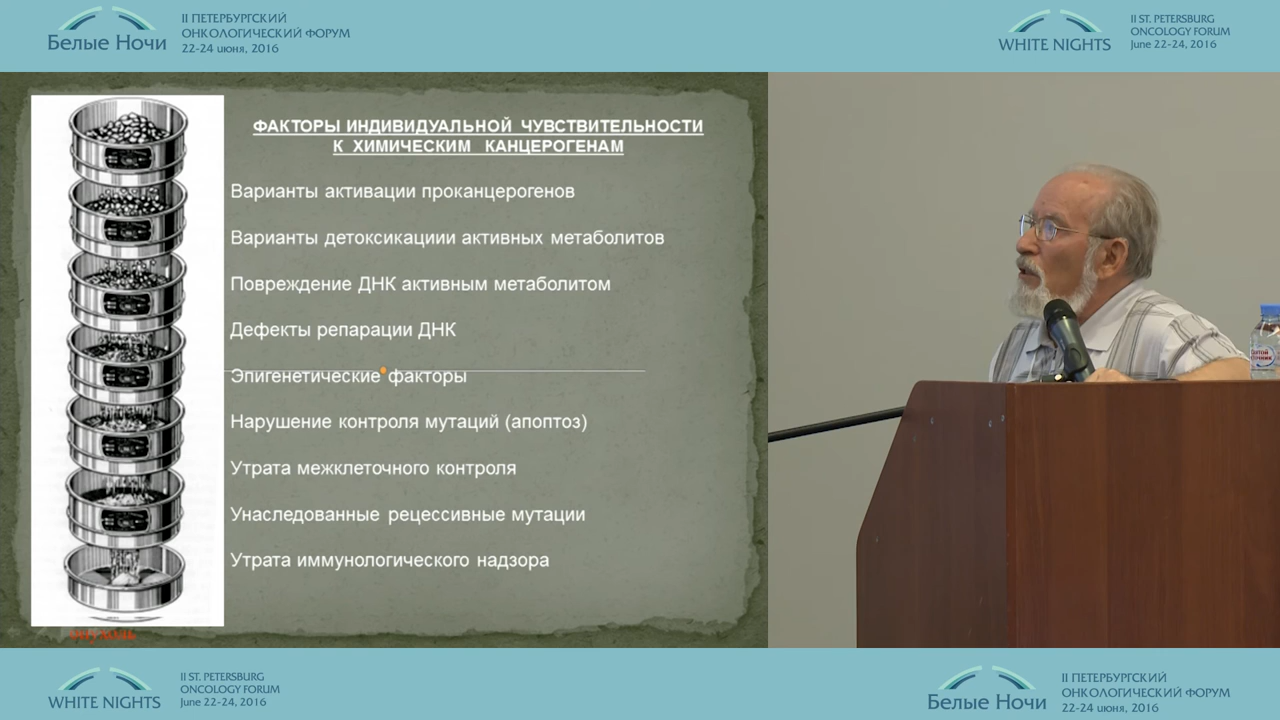 Белые Ночи
II ПЕТЕРБУРГСКИЙ
ОНКОЛОГИЧЕСКИЙ ФОРУМ
22-24 июня, 2016
WHITE NIGHTS
II ST. PETERSBURG
ONCOLOGY FORUM
June 22-24, 2016
ФАКТОРЫ ИНДИВИДУАЛЬНОЙ ЧУВСТВИТЕЛЬНОСТИ
К ХИМИЧЕСКИМ КАНЦЕРОГЕНАМ
Варианты активации проканцерогенов
Варианты детоксикациии активных метаболитов
Повреждение ДНК активным метаболитом
Дефекты репарации ДНК
Эпигенетические факторы
Нарушение контроля мутаций (апоптоз)
Утрата межклеточного контроля
Унаследованные рецессивные мутации
Утрата иммунологического надзора
WHITE NIGHTS
II ST. PETERSBURG
ONCOLOGY FORUM
June 22-24, 2016
Белые Ночи
II ПЕТЕРБУРГСКИЙ
ОНКОЛОГИЧЕСКИЙ ФОРУМ
22-24 июня, 2016